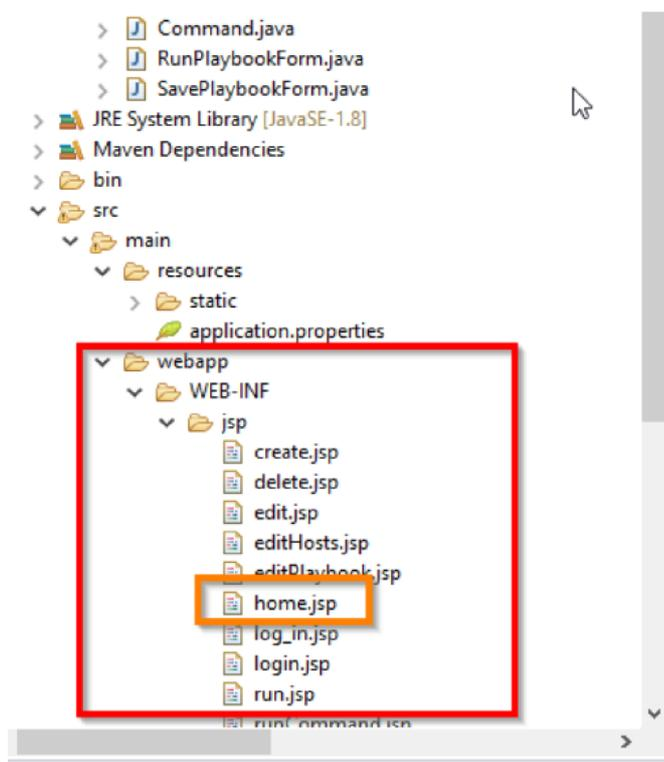 Command.java
RunPlaybookForm.java
SavePlaybookForm.java
JRE System Library [JavaSE-1.8]
Maven Dependencies
bin
src
main
resources
static
application.properties
webapp
WEB-INF
jsp
create.jsp
delete.jsp
edit.jsp
editHosts.jsp
editPlaybook.jsp
home.jsp
log_in.jsp
login.jsp
run.jsp
runCommand.jsp